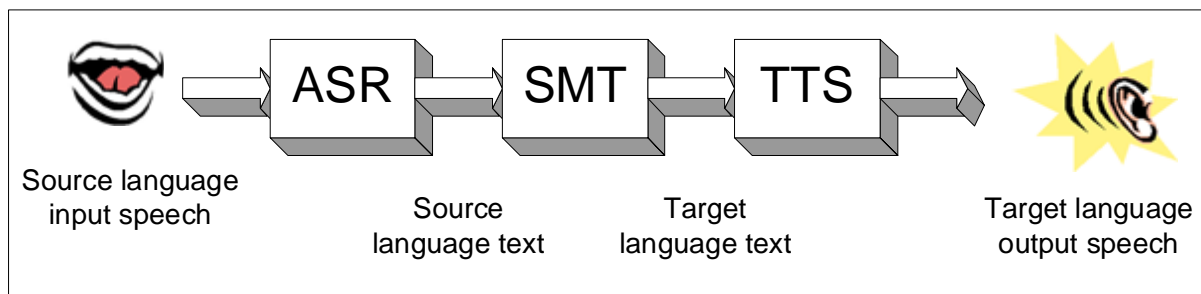 ASR
SMT
TTS
Source language
input speech
Source
language text
Target
language text
Target language
output speech